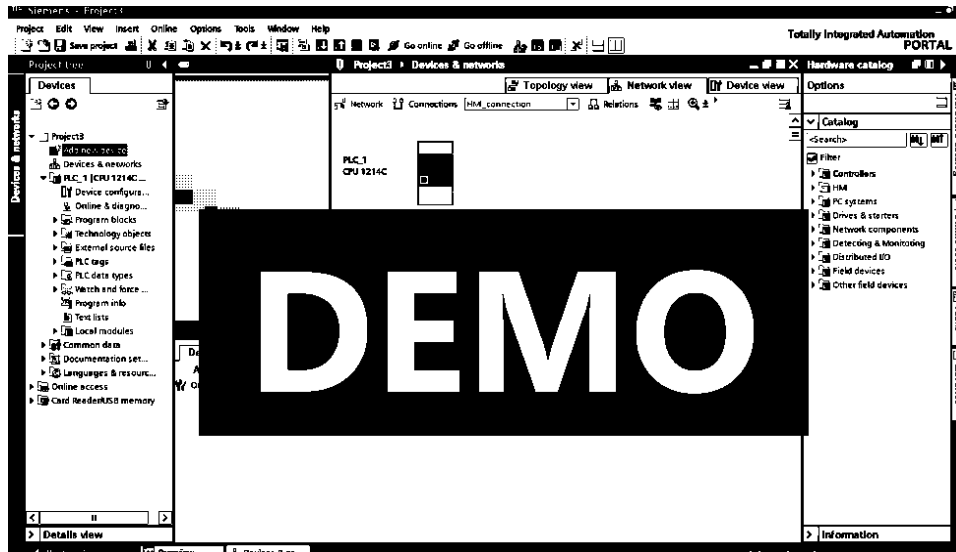 Siemens - Project3
Project Edit View Insert Online Options Tools Window Help
Save project
Go online
Go offline
Totally Integrated Automation
PORTAL
Project tree
Devices
Devices & networks
Project3
Add new device
Devices & networks
PLC_1 [CPU 1214C ...
Device configura...
Online & diagno...
Program blocks
Technology objects
External source files
PLC tags
PLC data types
Watch and force ...
Program info
Text lists
Local modules
Common data
Documentation set...
Languages & resourc...
Online access
Card Reader/USB memory
Details view
Project3 Devices & networks
Topology view
Network view
Device view
Network
Connections
HMI_connection
Relations
PLC_1
CPU 1214C
DEMO
Hardware catalog
Options
Catalog
<Search>
Filter
Controllers
HMI
PC systems
Drives & starters
Network components
Detecting & Monitoring
Distributed I/O
Field devices
Other field devices
Information